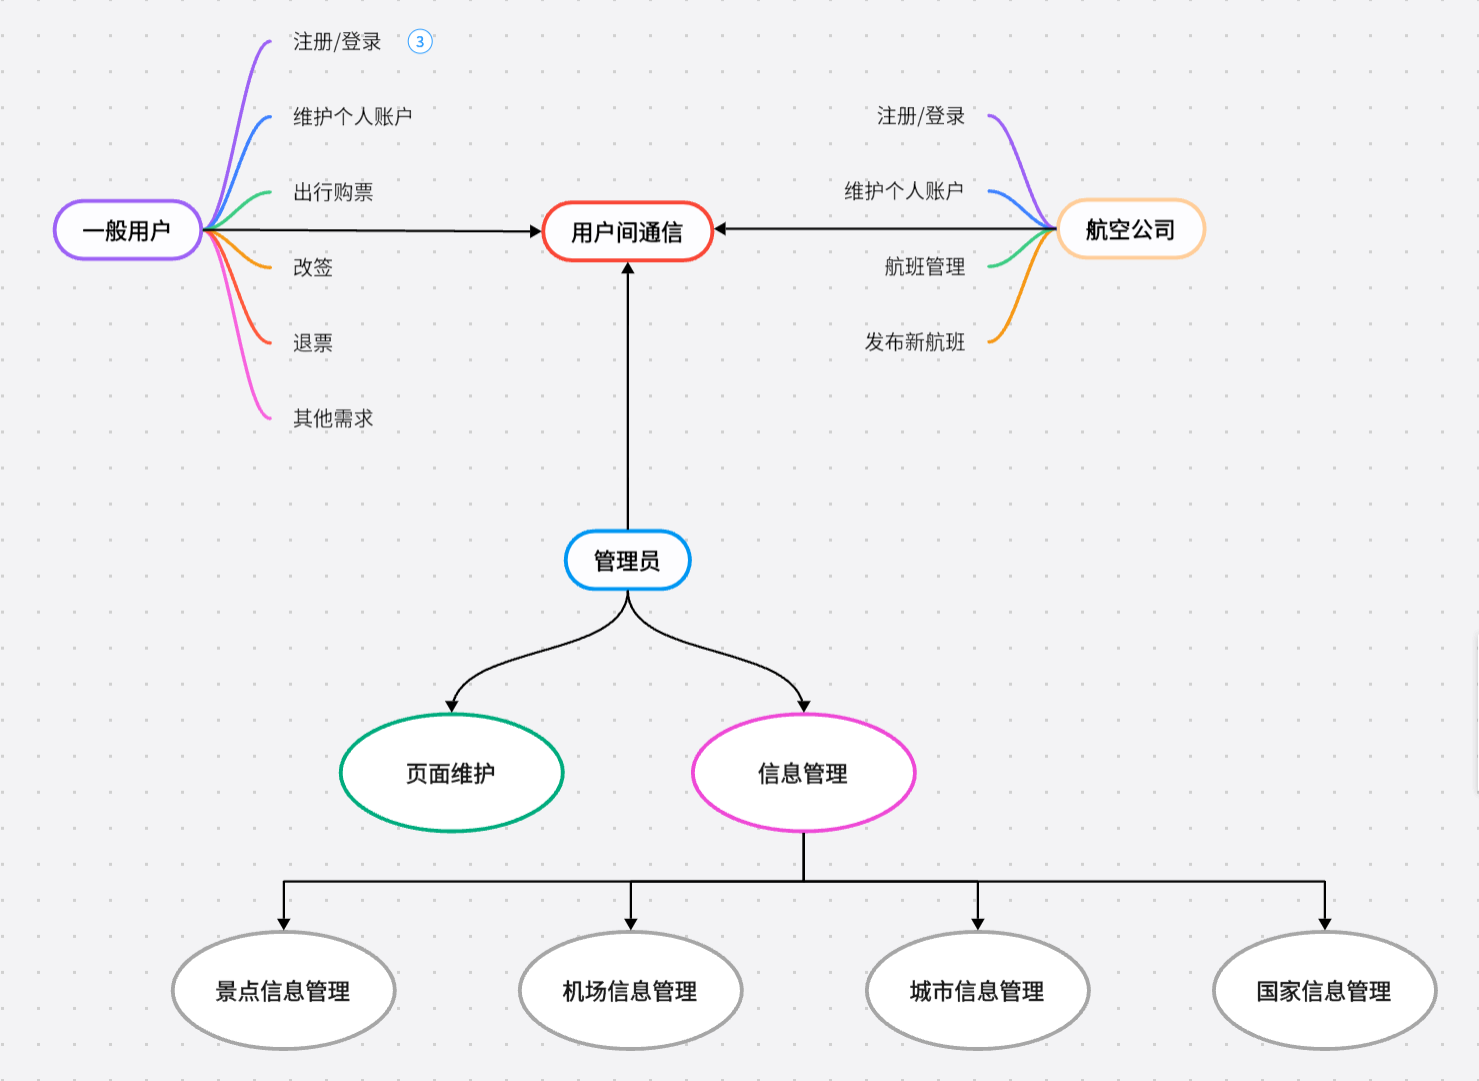 注册/登录 3
维护个人账户
出行购票
一般用户
改签
退票
其他需求
用户间通信
注册/登录
维护个人账户
航空公司
航班管理
发布新航班
管理员
页面维护
信息管理
景点信息管理
机场信息管理
城市信息管理
国家信息管理